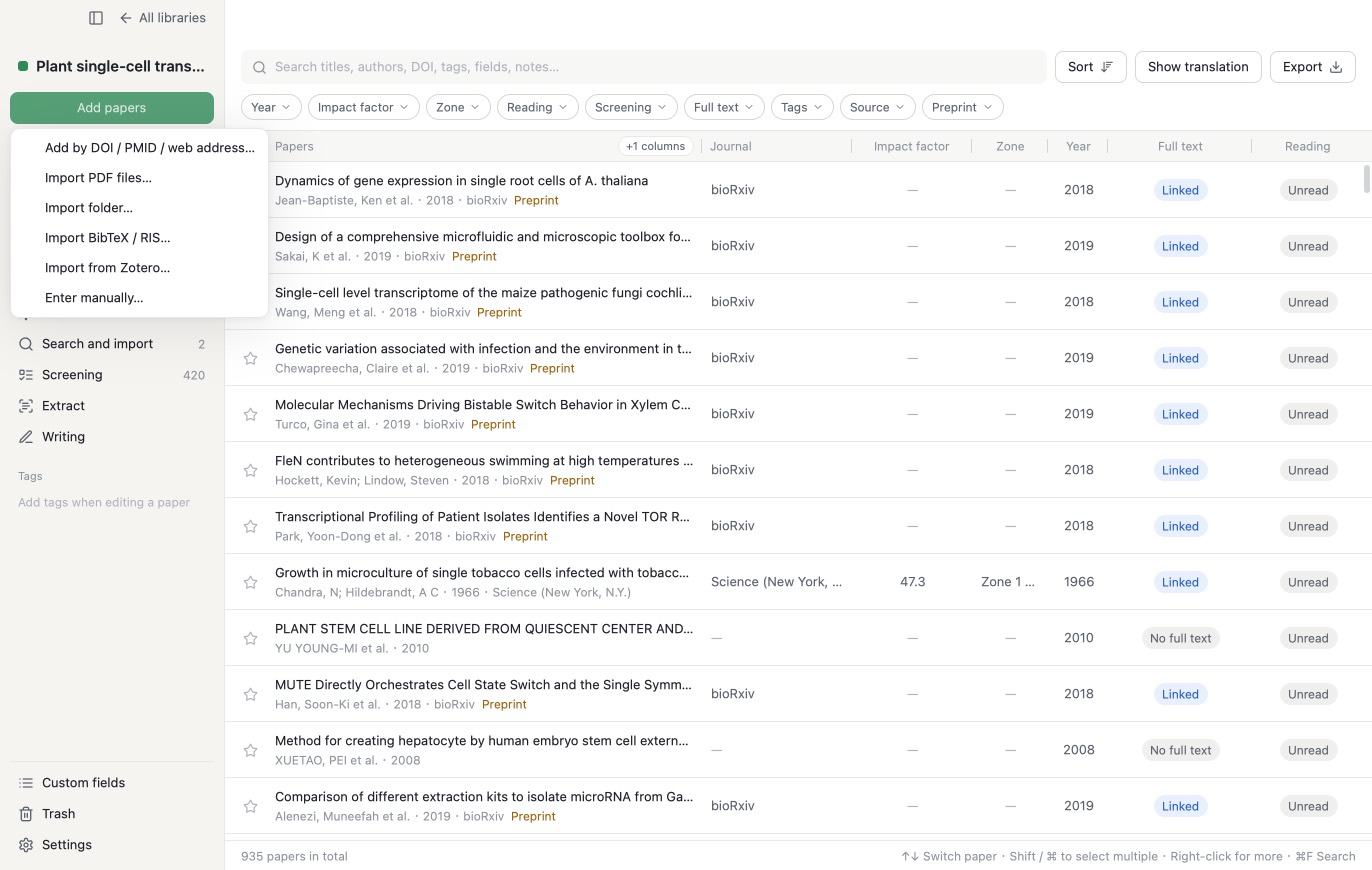 All libraries
Plant single-cell trans...
Add papers
Add by DOI / PMID / web address...
Import PDF files...
Import folder...
Import BibTeX / RIS...
Import from Zotero...
Enter manually...
Search and import 2
Screening 420
Extract
Writing
Tags
Add tags when editing a paper
Custom fields
Trash
Settings
Search titles, authors, DOI, tags, fields, notes...
Sort
Show translation
Export
Year
Impact factor
Zone
Reading
Screening
Full text
Tags
Source
Preprint
Papers +1 columns Journal Impact factor Zone Year Full text Reading
Dynamics of gene expression in single root cells of A. thaliana
Jean-Baptiste, Ken et al. · 2018 · bioRxiv Preprint
bioRxiv — — 2018 Linked Unread
Design of a comprehensive microfluidic and microscopic toolbox fo...
Sakai, K et al. · 2019 · bioRxiv Preprint
bioRxiv — — 2019 Linked Unread
Single-cell level transcriptome of the maize pathogenic fungi cochli...
Wang, Meng et al. · 2018 · bioRxiv Preprint
bioRxiv — — 2018 Linked Unread
Genetic variation associated with infection and the environment in t...
Chewapreecha, Claire et al. · 2019 · bioRxiv Preprint
bioRxiv — — 2019 Linked Unread
Molecular Mechanisms Driving Bistable Switch Behavior in Xylem C...
Turco, Gina et al. · 2019 · bioRxiv Preprint
bioRxiv — — 2019 Linked Unread
FleN contributes to heterogeneous swimming at high temperatures ...
Hockett, Kevin; Lindow, Steven · 2018 · bioRxiv Preprint
bioRxiv — — 2018 Linked Unread
Transcriptional Profiling of Patient Isolates Identifies a Novel TOR R...
Park, Yoon-Dong et al. · 2018 · bioRxiv Preprint
bioRxiv — — 2018 Linked Unread
Growth in microculture of single tobacco cells infected with tobacc...
Chandra, N; Hildebrandt, A C · 1966 · Science (New York, N.Y.)
Science (New York, ... 47.3 Zone 1 ... 1966 Linked Unread
PLANT STEM CELL LINE DERIVED FROM QUIESCENT CENTER AND...
YU YOUNG-MI et al. · 2010
— — — 2010 No full text Unread
MUTE Directly Orchestrates Cell State Switch and the Single Symm...
Han, Soon-Ki et al. · 2018 · bioRxiv Preprint
bioRxiv — — 2018 Linked Unread
Method for creating hepatocyte by human embryo stem cell extern...
XUETAO, PEI et al. · 2008
— — — 2008 No full text Unread
Comparison of different extraction kits to isolate microRNA from Ga...
Alenezi, Muneefah et al. · 2019 · bioRxiv Preprint
bioRxiv — — 2019 Linked Unread
935 papers in total
↑↓ Switch paper · Shift / ⌘ to select multiple · Right-click for more · ⌘F Search